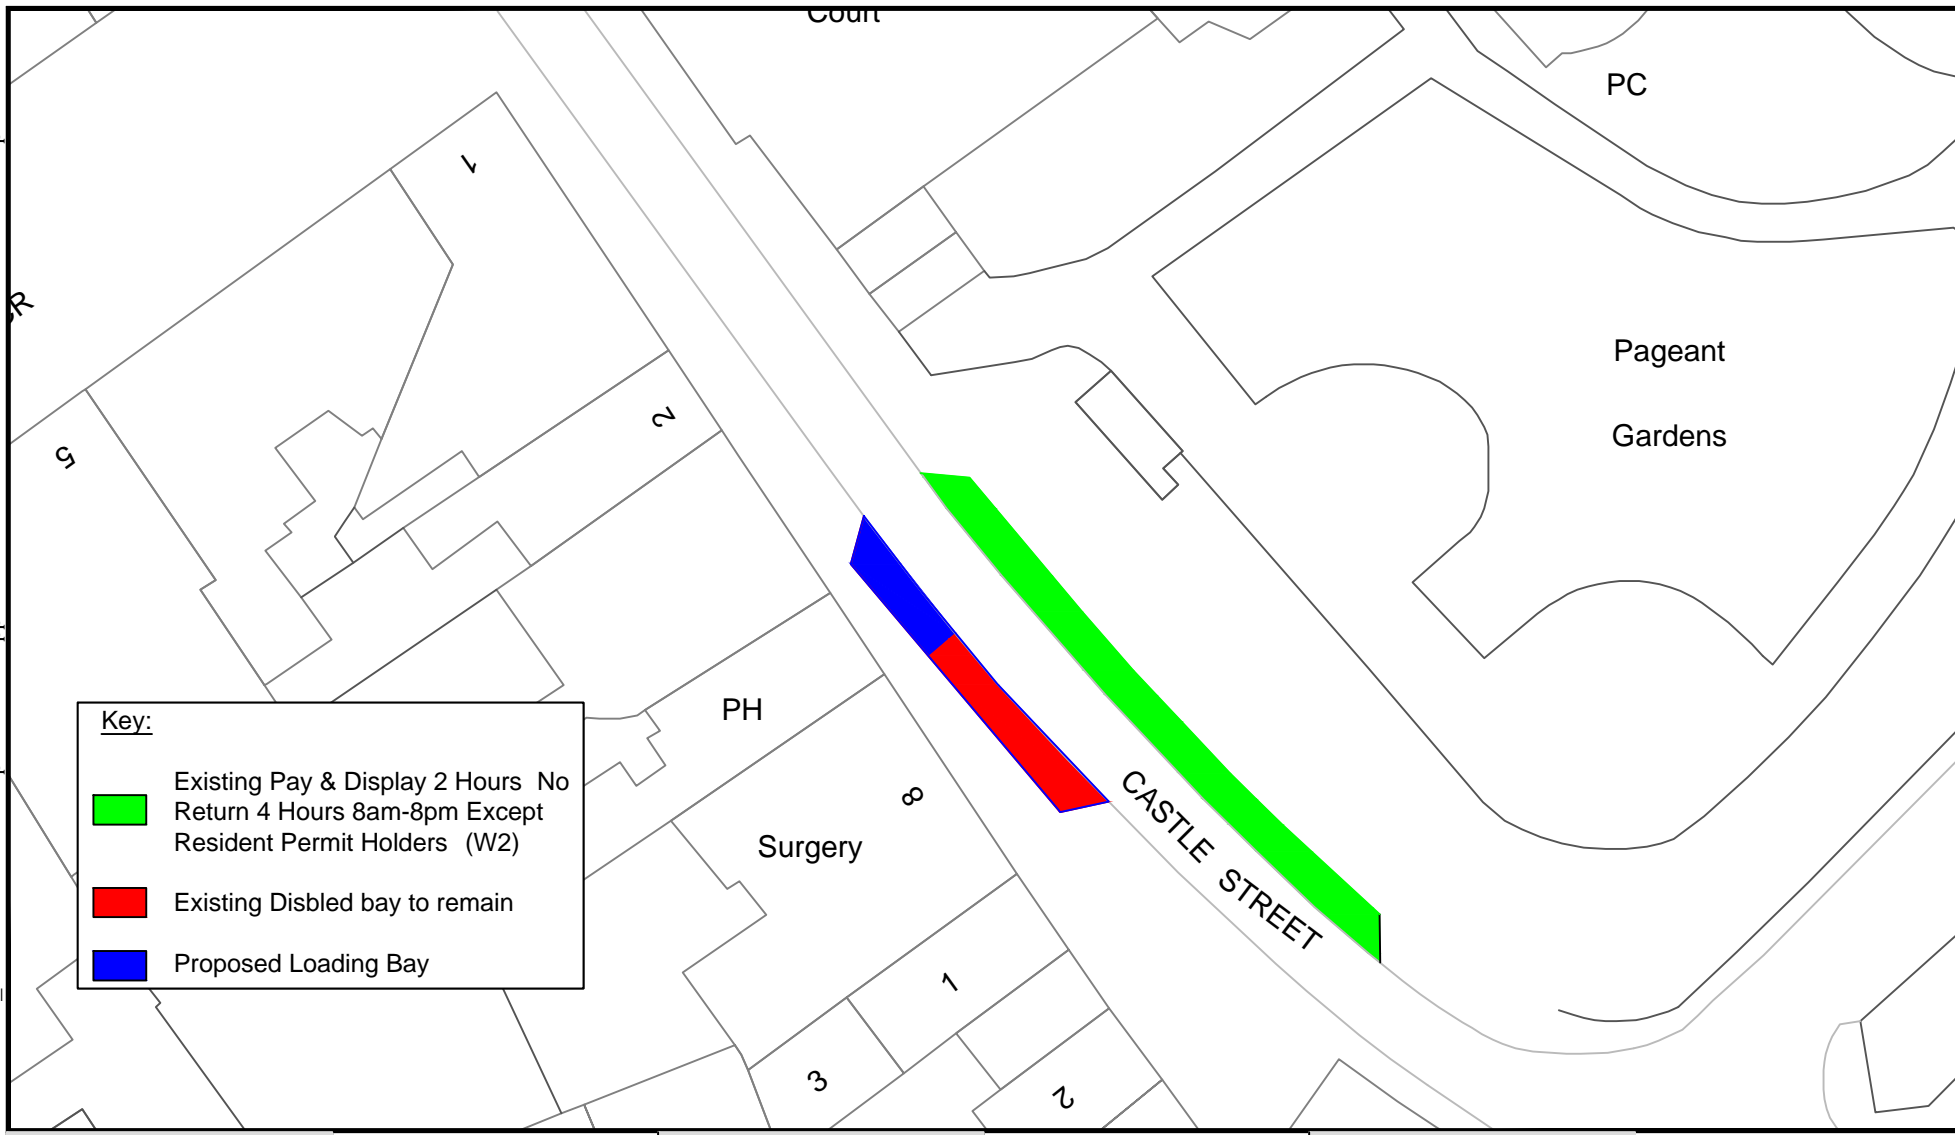 Court
PC
1
Pageant
2
Gardens
5
PH
Key:
Existing Pay & Display 2 Hours No
Return 4 Hours 8am-8pm Except
Resident Permit Holders (W2)
Existing Disbled bay to remain
Proposed Loading Bay
8
Surgery
CASTLE STREET
1
3
2